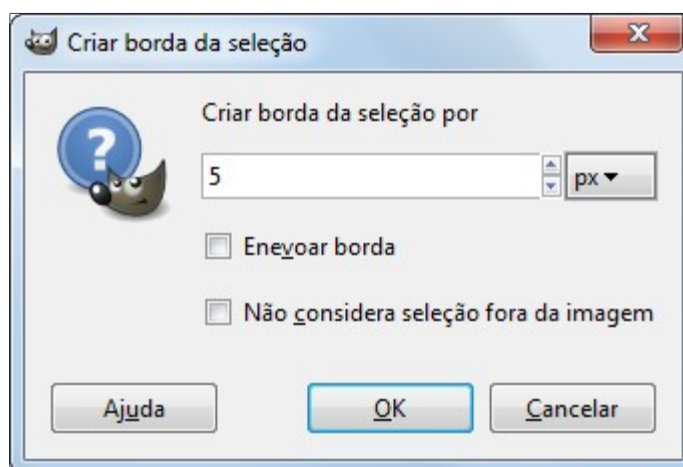 Criar borda da seleção
Criar borda da seleção por
5
px
Enevoar borda
Não considera seleção fora da imagem
Ajuda
OK
Cancelar